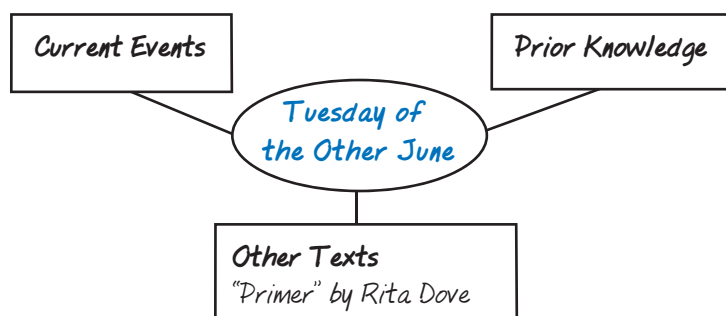 Current Events
Prior Knowledge
Tuesday of
the Other June
Other Texts
“Primer” by Rita Dove